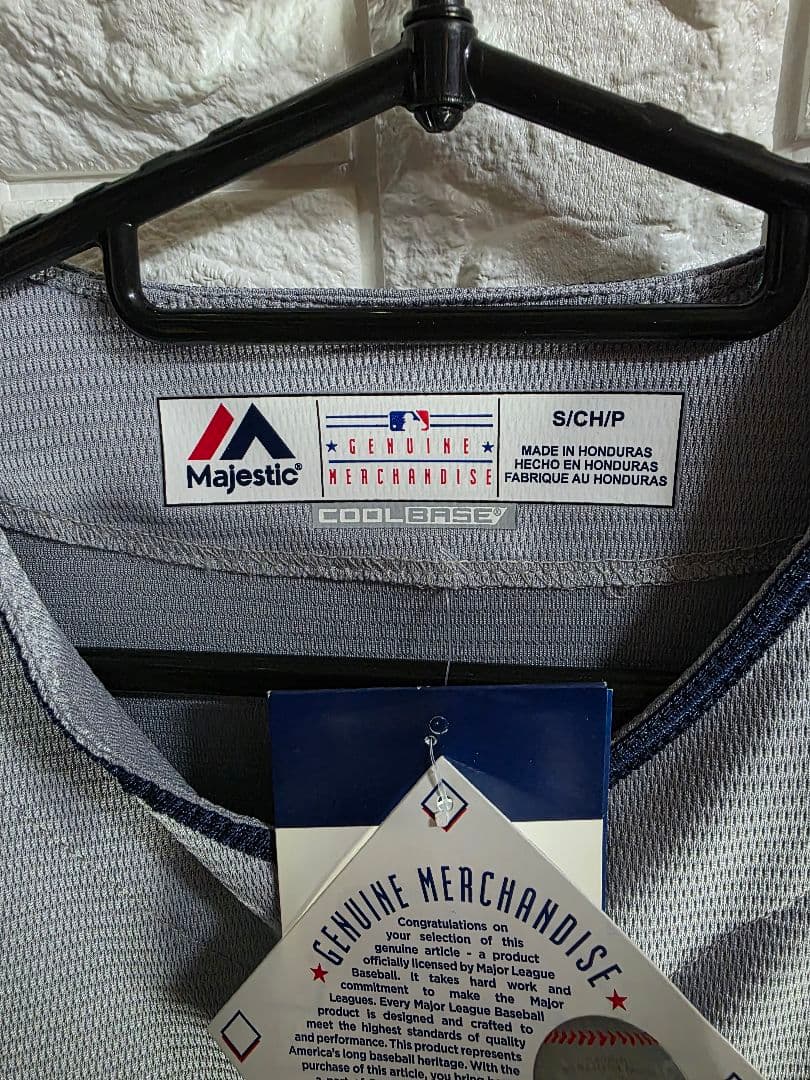 Majestic®
GENUINE
MERCHANDISE
S/CH/P
MADE IN HONDURAS
HECHO EN HONDURAS
FABRIQUE AU HONDURAS
COOLBASE®
GENUINE MERCHANDISE
Congratulations on
your selection of this
genuine article - a product
officially licensed by Major League
Baseball. It takes hard work and
commitment to make the Major
Leagues. Every Major League Baseball
product is designed and crafted to
meet the highest standards of quality
and performance. This product represents
America's long baseball heritage. With the
purchase of this article, you bring